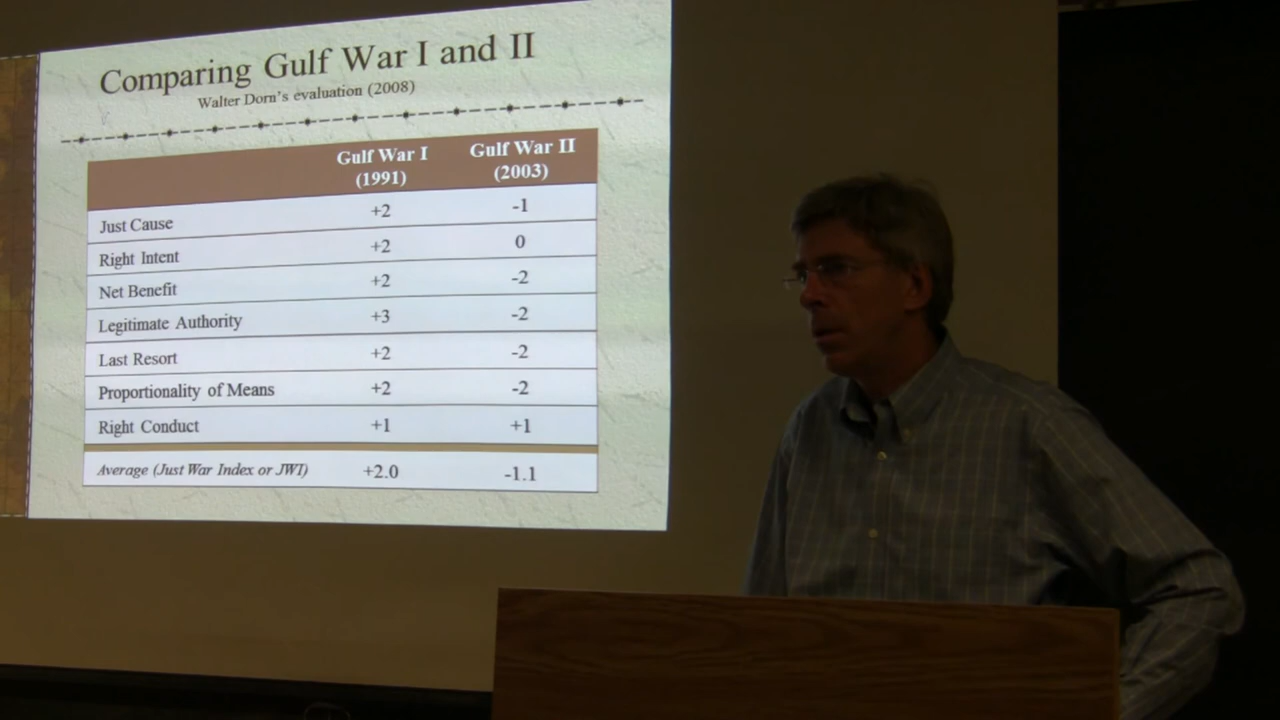 Comparing Gulf War I and II
Walter Dorn's evaluation (2008)
Gulf War I Gulf War II
(1991) (2003)
Just Cause +2 -1
Right Intent +2 0
Net Benefit +2 -2
Legitimate Authority +3 -2
Last Resort +2 -2
Proportionality of Means +2 -2
Right Conduct +1 +1
Average (Just War Index or JWI) +2.0 -1.1